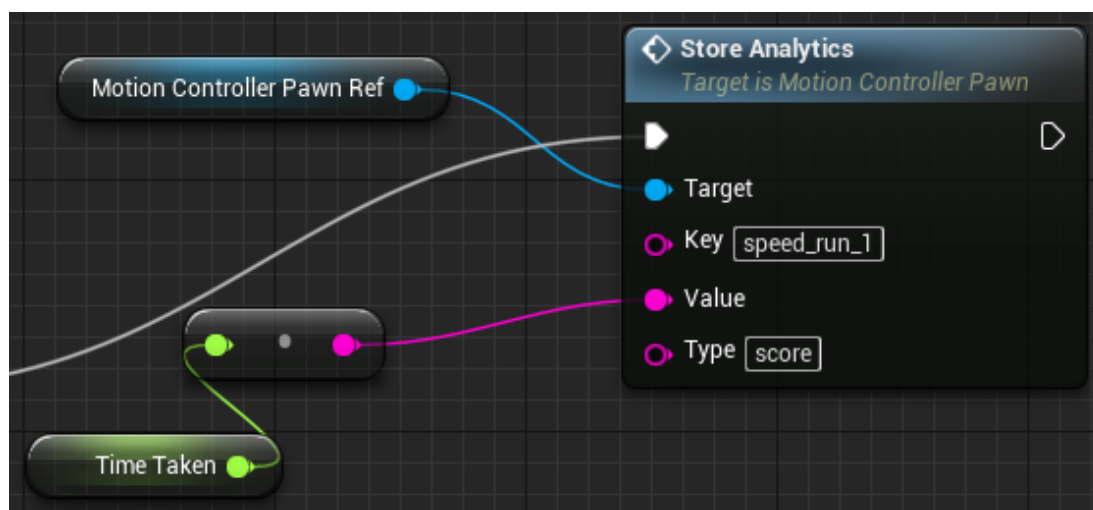 Store Analytics
Target is Motion Controller Pawn
Motion Controller Pawn Ref
Target
Key speed_run_1
Value
Type score
Time Taken